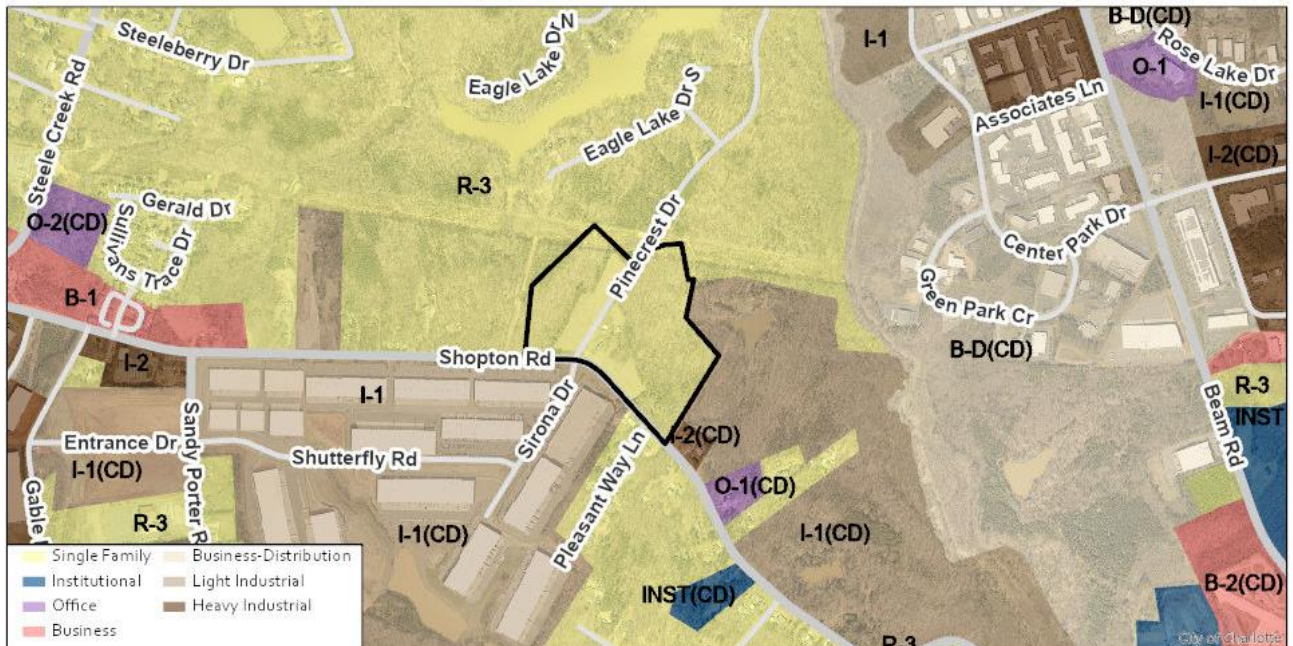 B-D(CD)
Steeleberry Dr
I-1
Rose Lake Dr
O-1
Eagle Lake Dr N
Steele Creek Rd
Associates Ln
I-1(CD)
Eagle Lake Dr S
I-2(CD)
R-3
Gerald Dr
O-2(CD)
Sullivans Trace Dr
Pinecrest Dr
Center Park Dr
B-1
Green Park Cr
B-D(CD)
Shopton Rd
I-2
I-1
Sirona Dr
Beam Rd
R-3
INST
Sandy Porter R
Entrance Dr
Shutterfly Rd
I-2(CD)
I-1(CD)
Gable
Pleasant Way Ln
O-1(CD)
R-3
I-1(CD)
I-1(CD)
INST(CD)
B-2(CD)
R-3
Single Family
Institutional
Office
Business
Business-Distribution
Light Industrial
Heavy Industrial
City of Charlotte